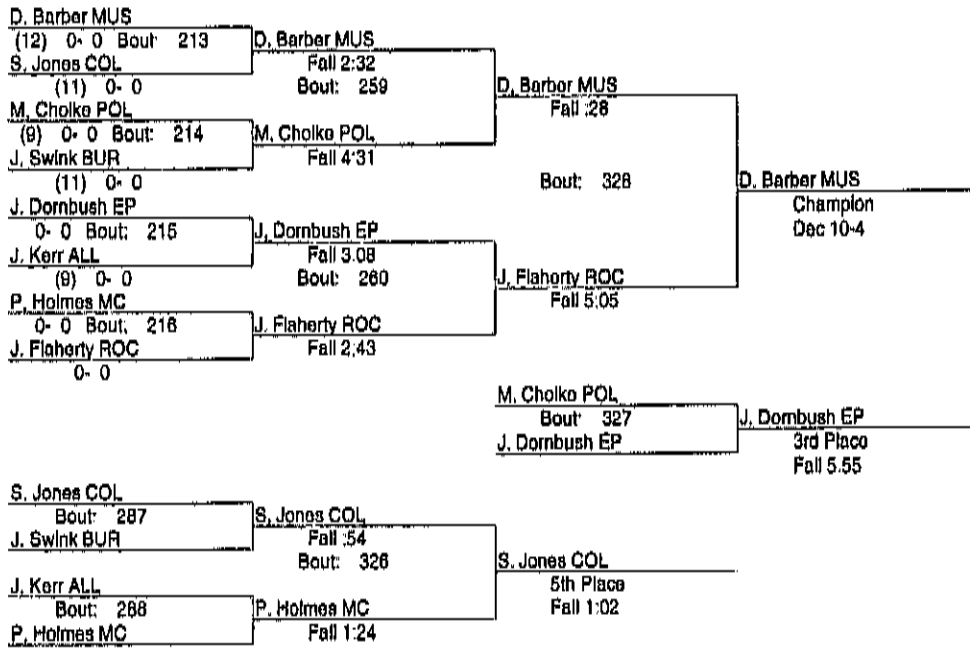 D. Barber MUS
(12) 0- 0 Bout: 213
S. Jones COL
(11) 0- 0
M. Cholko POL
(9) 0- 0 Bout: 214
J. Swink BUR
(11) 0- 0
J. Dornbush EP
0- 0 Bout: 215
J. Kerr ALL
(9) 0- 0
P. Holmes MC
0- 0 Bout: 216
J. Flaherty ROC
0- 0
D. Barber MUS
Fall 2:32
Bout: 259
M. Cholko POL
Fall 4:31
J. Dornbush EP
Fall 3.08
Bout: 260
J. Flaherty ROC
Fall 2:43
D. Barber MUS
Fall :28
Bout: 328
J. Flaherty ROC
Fall 5:05
D. Barber MUS
Champion
Dec 10-4
M. Cholko POL
Bout: 327
J. Dornbush EP
J. Dornbush EP
3rd Place
Fall 5.55
S. Jones COL
Bout: 287
J. Swink BUR
J. Kerr ALL
Bout: 288
P. Holmes MC
S. Jones COL
Fall :54
Bout: 326
P. Holmes MC
Fall 1:24
S. Jones COL
5th Place
Fall 1:02